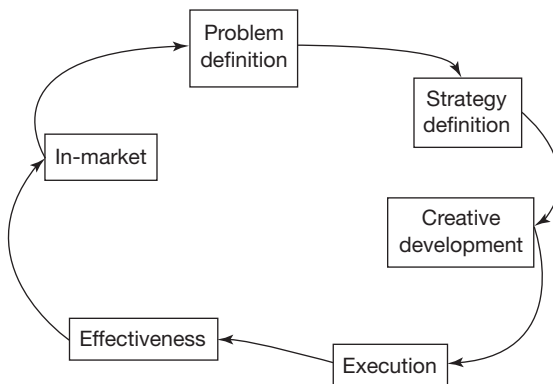 Problem
definition
Strategy
definition
Creative
development
Execution
Effectiveness
In-market